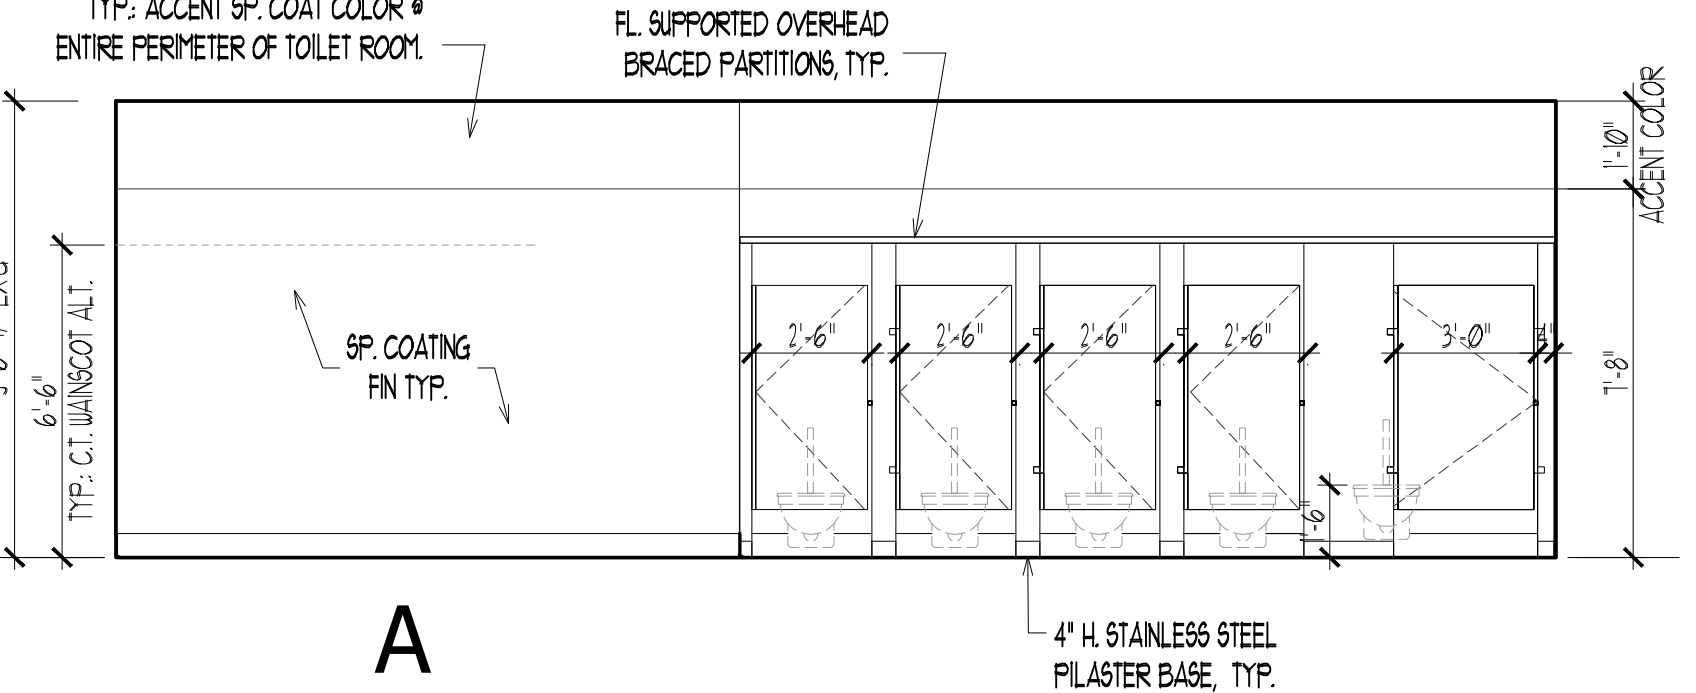 TYP.: ACCENT SP. COAT COLOR @
ENTIRE PERIMETER OF TOILET ROOM.
FL. SUPPORTED OVERHEAD
BRACED PARTITIONS, TYP.
1'-10"
ACCENT COLOR
6'-6"
TYP.: C.T. WAINSCOT ALT.
SP. COATING
FIN TYP.
2'-6"
2'-6"
2'-6"
2'-6"
3'-0"
4"
7'-8"
1'-6"
4" H. STAINLESS STEEL
PILASTER BASE, TYP.
A